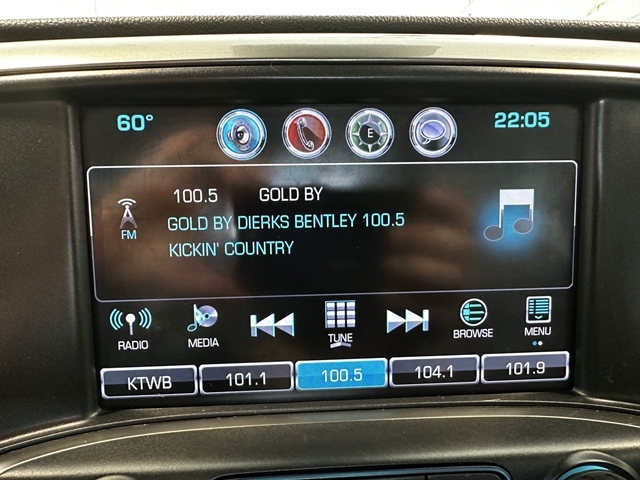 60° E 22:05
100.5 GOLD BY
GOLD BY DIERKS BENTLEY 100.5
FM
KICKIN' COUNTRY
RADIO MEDIA TUNE BROWSE MENU
KTWB 101.1 100.5 104.1 101.9